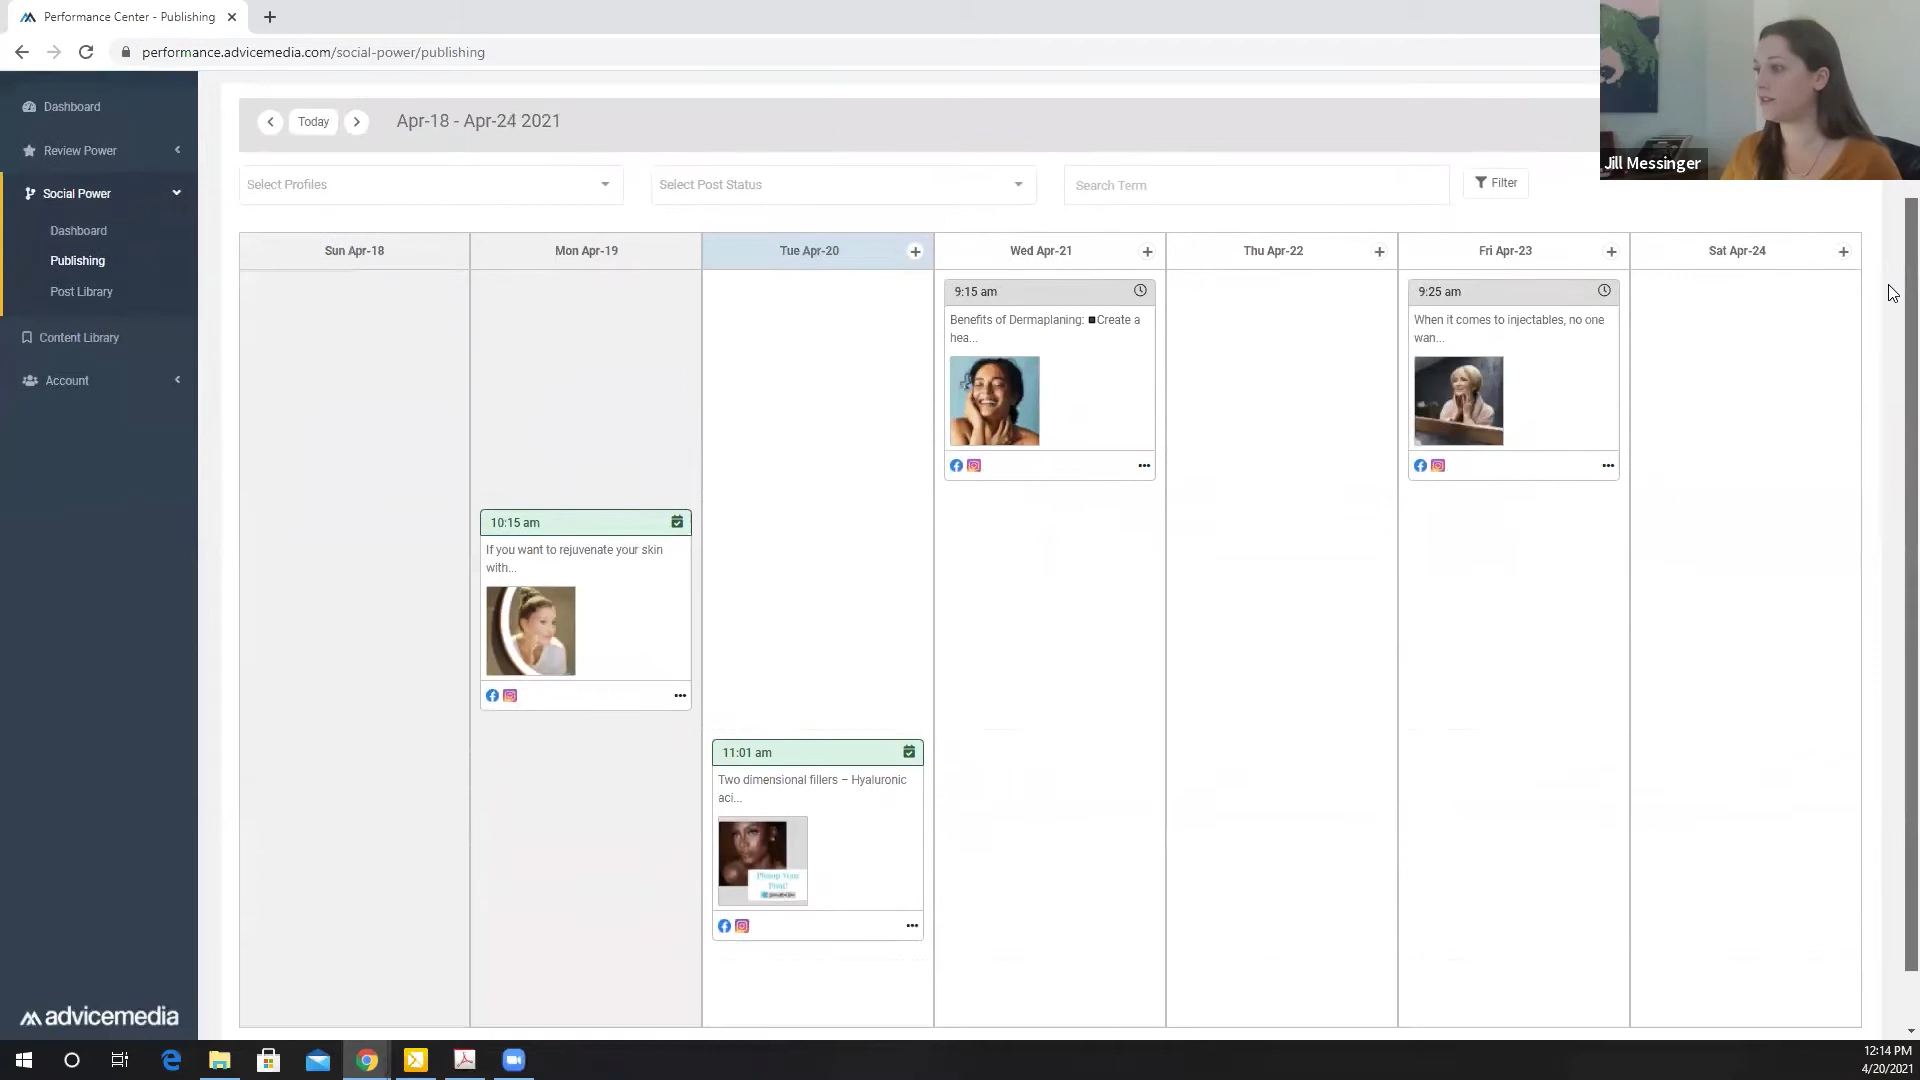 Performance Center - Publishing
performance.advicemedia.com/social-power/publishing
Jill Messinger
Dashboard
Review Power
Social Power
Dashboard
Publishing
Post Library
Content Library
Account
advicemedia
Today
Apr-18 - Apr-24 2021
Select Profiles
Select Post Status
Search Term
Filter
Sun Apr-18
Mon Apr-19
Tue Apr-20
Wed Apr-21
Thu Apr-22
Fri Apr-23
Sat Apr-24
9:15 am
Benefits of Dermaplaning: ▪Create a
hea...
9:25 am
When it comes to injectables, no one
wan...
10:15 am
If you want to rejuvenate your skin
with...
11:01 am
Two dimensional fillers – Hyaluronic
aci...
Plump Your
Pout!
12:14 PM
4/20/2021